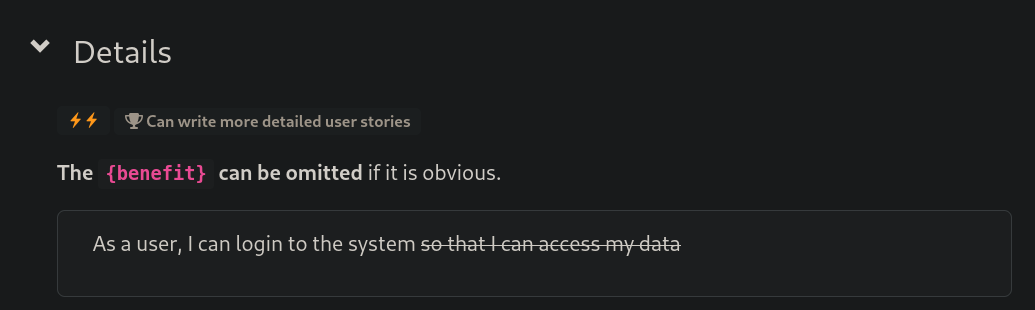 Details
Can write more detailed user stories
The {benefit} can be omitted if it is obvious.
As a user, I can login to the system so that I can access my data